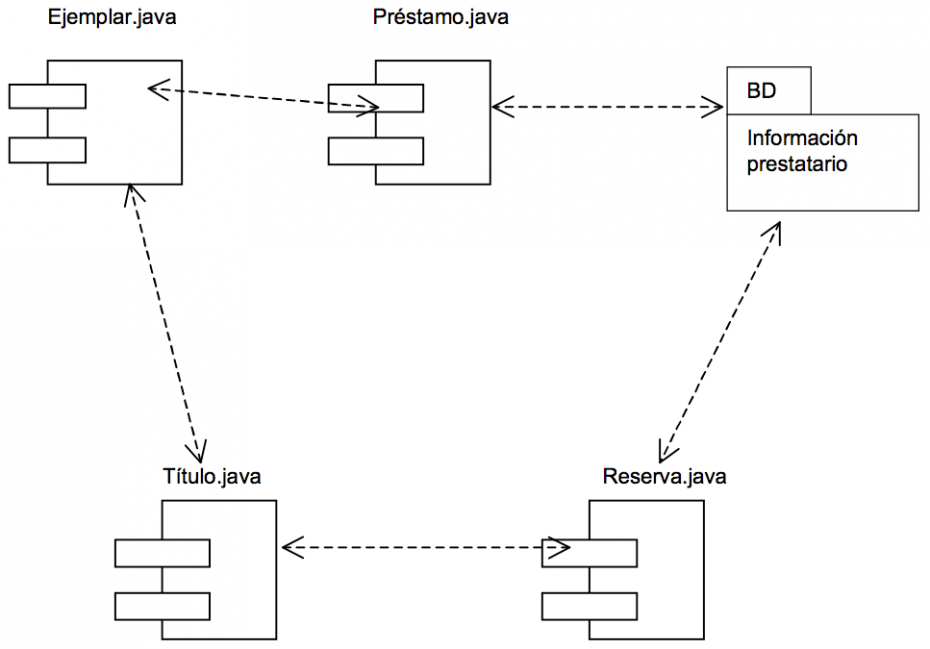 Ejemplar.java
Préstamo.java
BD
Información
prestatario
Título.java
Reserva.java